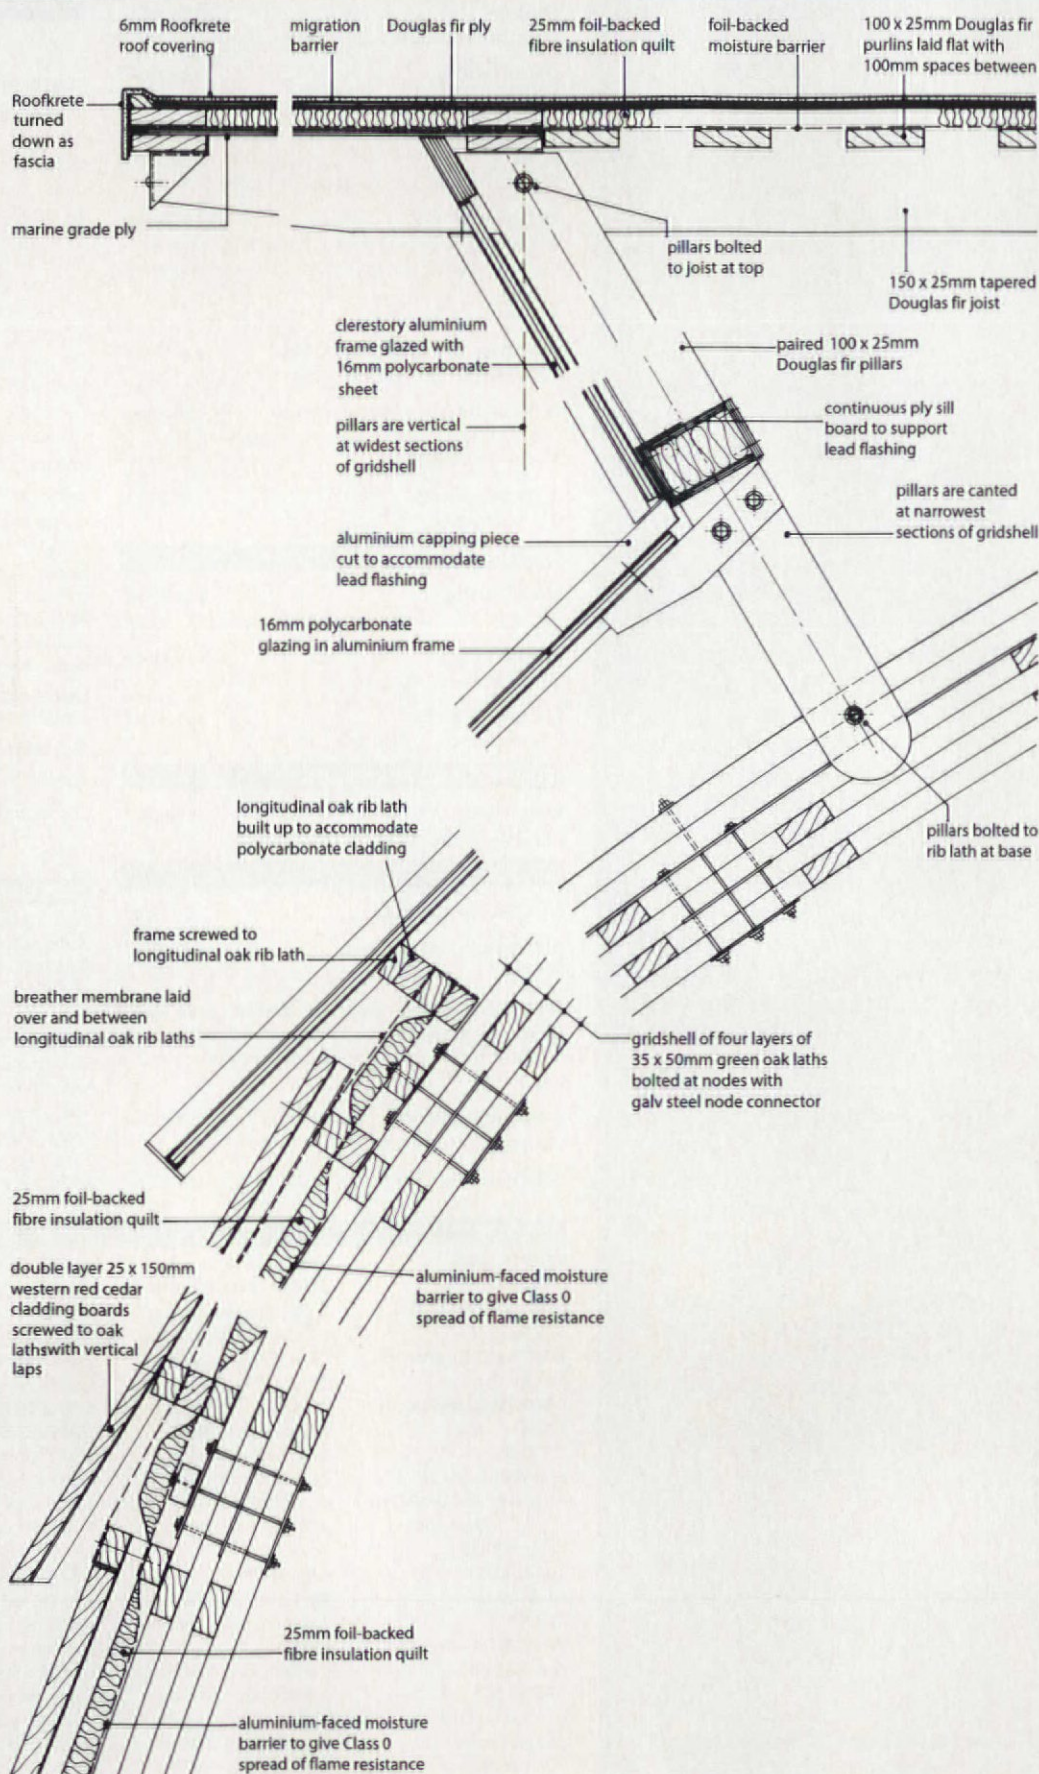 6mm Roofkrete
roof covering
migration
barrier
Douglas fir ply
25mm foil-backed
fibre insulation quilt
foil-backed
moisture barrier
100 x 25mm Douglas fir
purlins laid flat with
100mm spaces between
Roofkrete
turned
down as
fascia
marine grade ply
pillars bolted
to joist at top
150 x 25mm tapered
Douglas fir joist
clerestory aluminium
frame glazed with
16mm polycarbonate
sheet
paired 100 x 25mm
Douglas fir pillars
pillars are vertical
at widest sections
of gridshell
continuous ply sill
board to support
lead flashing
pillars are canted
at narrowest
sections of gridshell
aluminium capping piece
cut to accommodate
lead flashing
16mm polycarbonate
glazing in aluminium frame
longitudinal oak rib lath
built up to accommodate
polycarbonate cladding
pillars bolted to
rib lath at base
frame screwed to
longitudinal oak rib lath
breather membrane laid
over and between
longitudinal oak rib laths
gridshell of four layers of
35 x 50mm green oak laths
bolted at nodes with
galv steel node connector
25mm foil-backed
fibre insulation quilt
double layer 25 x 150mm
western red cedar
cladding boards
screwed to oak
lathswith vertical
laps
aluminium-faced moisture
barrier to give Class 0
spread of flame resistance
25mm foil-backed
fibre insulation quilt
aluminium-faced moisture
barrier to give Class 0
spread of flame resistance